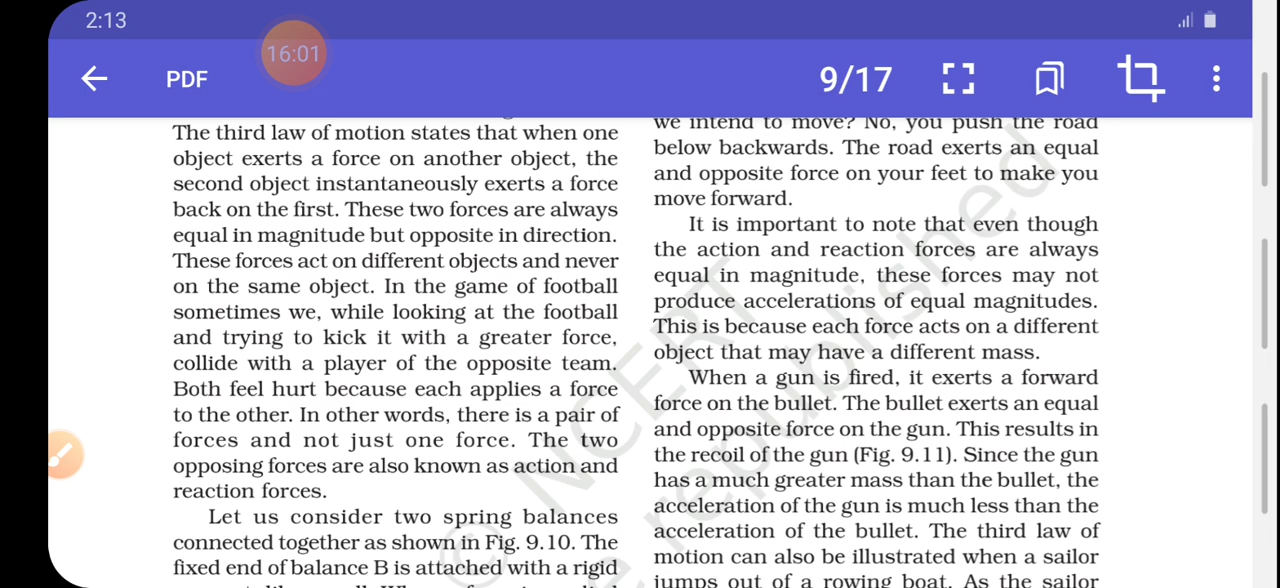 2:13
16:01
PDF
9/17
The third law of motion states that when one
object exerts a force on another object, the
second object instantaneously exerts a force
back on the first. These two forces are always
equal in magnitude but opposite in direction.
These forces act on different objects and never
on the same object. In the game of football
sometimes we, while looking at the football
and trying to kick it with a greater force,
collide with a player of the opposite team.
Both feel hurt because each applies a force
to the other. In other words, there is a pair of
forces and not just one force. The two
opposing forces are also known as action and
reaction forces.
Let us consider two spring balances
connected together as shown in Fig. 9.10. The
fixed end of balance B is attached with a rigid
we intend to move? No, you push the road
below backwards. The road exerts an equal
and opposite force on your feet to make you
move forward.
It is important to note that even though
the action and reaction forces are always
equal in magnitude, these forces may not
produce accelerations of equal magnitudes.
This is because each force acts on a different
object that may have a different mass.
When a gun is fired, it exerts a forward
force on the bullet. The bullet exerts an equal
and opposite force on the gun. This results in
the recoil of the gun (Fig. 9.11). Since the gun
has a much greater mass than the bullet, the
acceleration of the gun is much less than the
acceleration of the bullet. The third law of
motion can also be illustrated when a sailor
jumps out of a rowing boat. As the sailor
© NCERT
republished